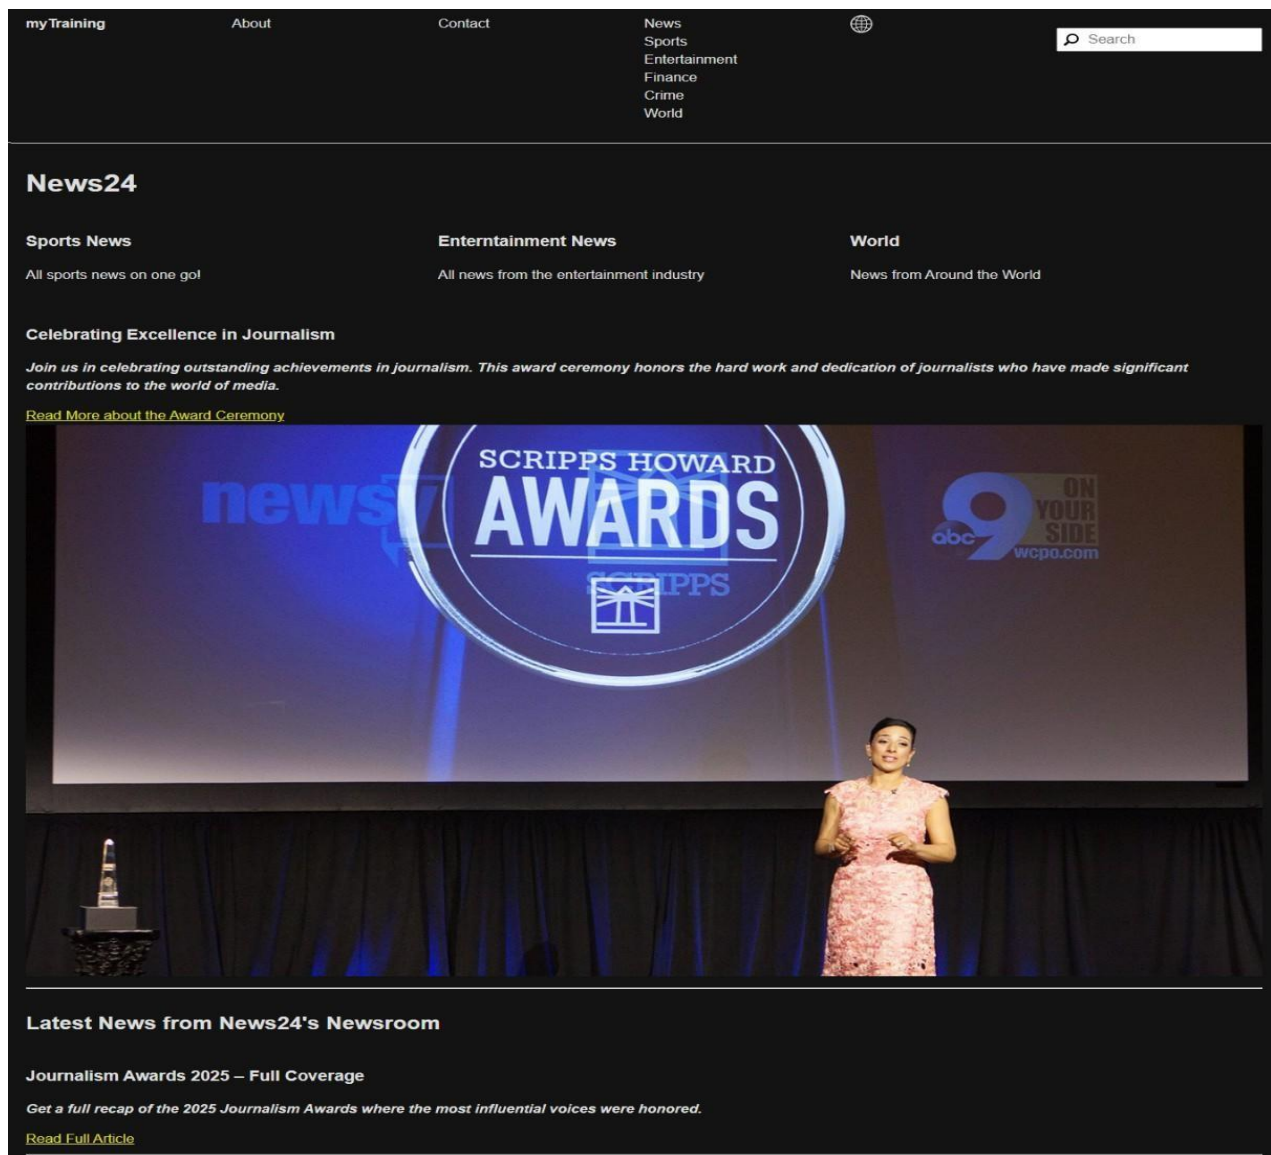 myTraining
About
Contact
News
Sports
Entertainment
Finance
Crime
World
Search
News24
Sports News
All sports news on one go!
Enterntainment News
All news from the entertainment industry
World
News from Around the World
Celebrating Excellence in Journalism
Join us in celebrating outstanding achievements in journalism. This award ceremony honors the hard work and dedication of journalists who have made significant
contributions to the world of media.
Read More about the Award Ceremony
SCRIPPS HOWARD
AWARDS
newsy
SCRIPPS
abc 9
ON
YOUR
SIDE
wcpo.com
Latest News from News24's Newsroom
Journalism Awards 2025 – Full Coverage
Get a full recap of the 2025 Journalism Awards where the most influential voices were honored.
Read Full Article